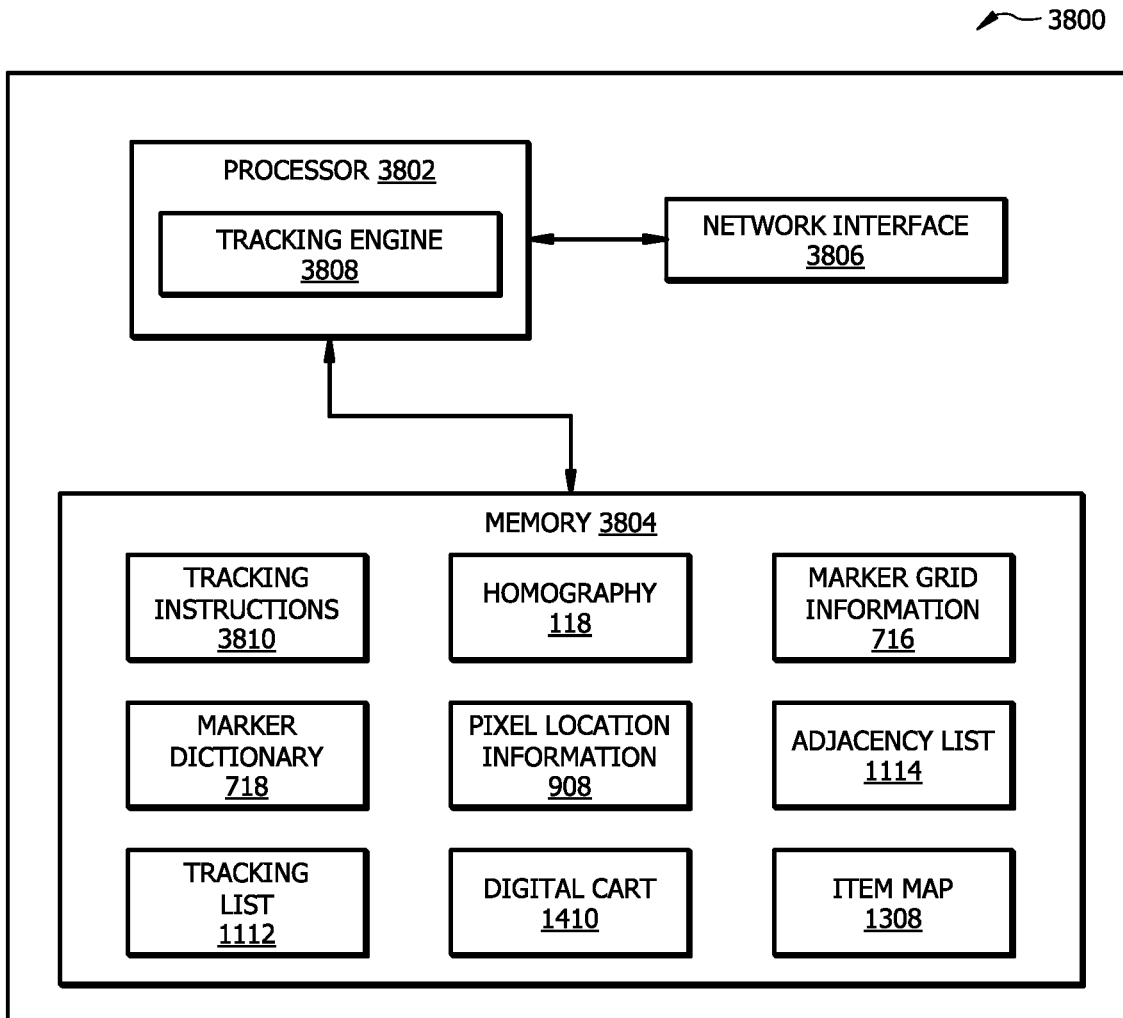 3800
PROCESSOR 3802
TRACKING ENGINE
3808
NETWORK INTERFACE
3806
MEMORY 3804
TRACKING
INSTRUCTIONS
3810
HOMOGRAPHY
118
MARKER GRID
INFORMATION
716
MARKER
DICTIONARY
718
PIXEL LOCATION
INFORMATION
908
ADJACENCY LIST
1114
TRACKING
LIST
1112
DIGITAL CART
1410
ITEM MAP
1308